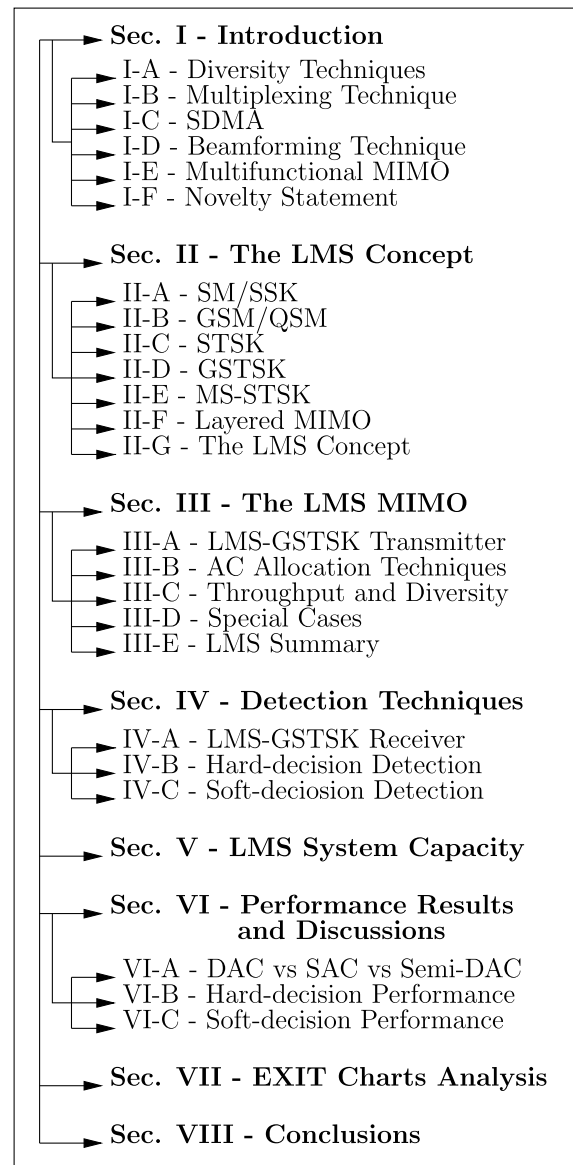 Sec. I - Introduction
I-A - Diversity Techniques
I-B - Multiplexing Technique
I-C - SDMA
I-D - Beamforming Technique
I-E - Multifunctional MIMO
I-F - Novelty Statement
Sec. II - The LMS Concept
II-A - SM/SSK
II-B - GSM/QSM
II-C - STSK
II-D - GSTSK
II-E - MS-STSK
II-F - Layered MIMO
II-G - The LMS Concept
Sec. III - The LMS MIMO
III-A - LMS-GSTSK Transmitter
III-B - AC Allocation Techniques
III-C - Throughput and Diversity
III-D - Special Cases
III-E - LMS Summary
Sec. IV - Detection Techniques
IV-A - LMS-GSTSK Receiver
IV-B - Hard-decision Detection
IV-C - Soft-deciosion Detection
Sec. V - LMS System Capacity
Sec. VI - Performance Results
and Discussions
VI-A - DAC vs SAC vs Semi-DAC
VI-B - Hard-decision Performance
VI-C - Soft-decision Performance
Sec. VII - EXIT Charts Analysis
Sec. VIII - Conclusions